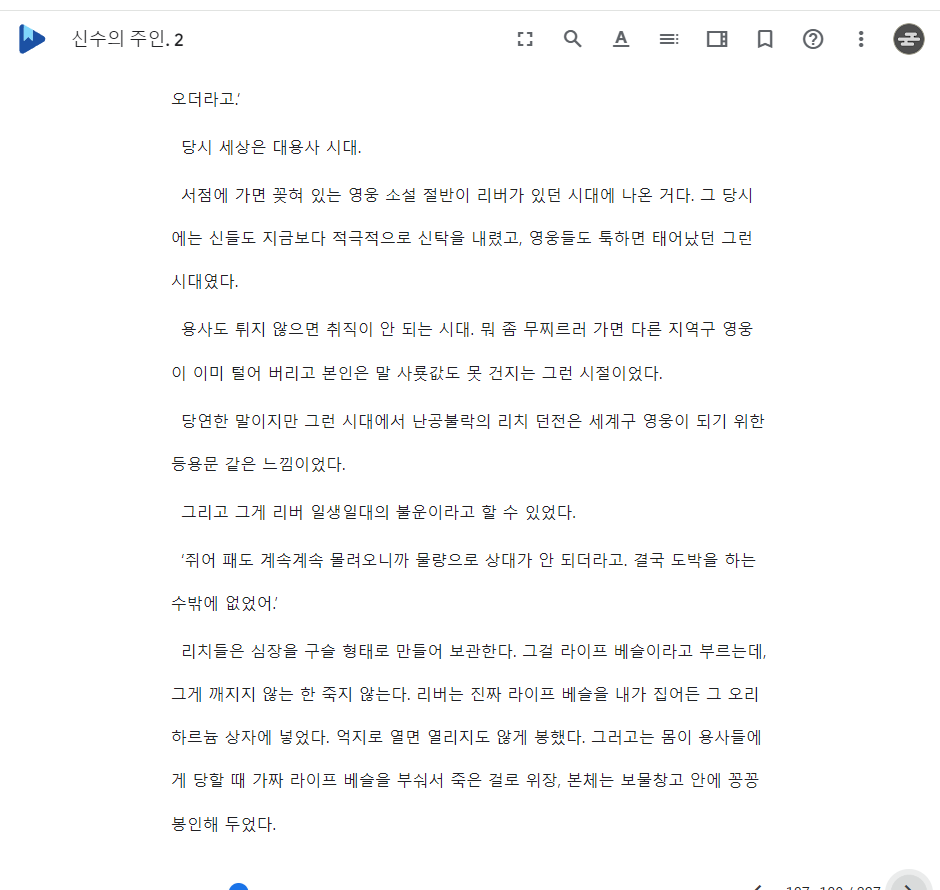 신수의 주인. 2
오더라고.’
당시 세상은 대용사 시대.
서점에 가면 꽂혀 있는 영웅 소설 절반이 리버가 있던 시대에 나온 거다. 그 당시
에는 신들도 지금보다 적극적으로 신탁을 내렸고, 영웅들도 툭하면 태어났던 그런
시대였다.
용사도 튀지 않으면 취직이 안 되는 시대. 뭐 좀 무찌르러 가면 다른 지역구 영웅
이 이미 털어 버리고 본인은 말 사룟값도 못 건지는 그런 시절이었다.
당연한 말이지만 그런 시대에서 난공불락의 리치 던전은 세계구 영웅이 되기 위한
등용문 같은 느낌이었다.
그리고 그게 리버 일생일대의 불운이라고 할 수 있었다.
‘쥐어 패도 계속계속 몰려오니까 물량으로 상대가 안 되더라고. 결국 도박을 하는
수밖에 없었어.’
리치들은 심장을 구슬 형태로 만들어 보관한다. 그걸 라이프 베슬이라고 부르는데,
그게 깨지지 않는 한 죽지 않는다. 리버는 진짜 라이프 베슬을 내가 집어든 그 오리
하르늄 상자에 넣었다. 억지로 열면 열리지도 않게 봉했다. 그러고는 몸이 용사들에
게 당할 때 가짜 라이프 베슬을 부숴서 죽은 걸로 위장, 본체는 보물창고 안에 꽁꽁
봉인해 두었다.